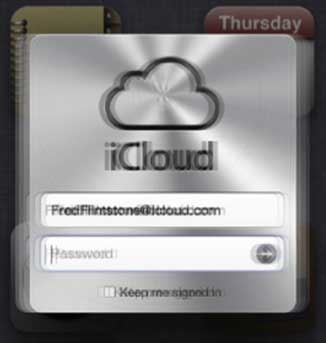 Thursday
iCloud
FredFlintstone@icloud.com
Password
Keep me signed in